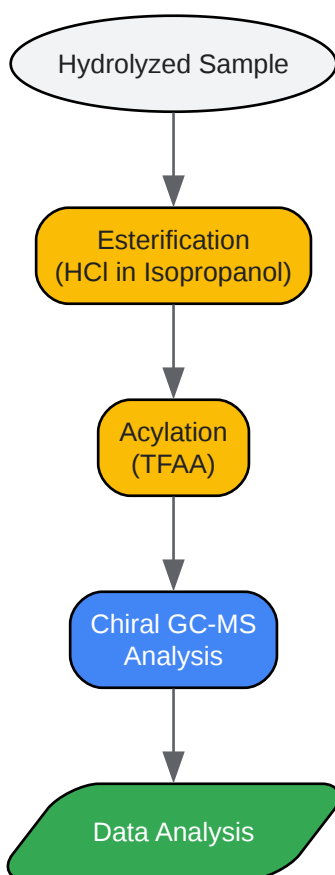 Hydrolyzed Sample
Esterification
(HCl in Isopropanol)
Acylation
(TFAA)
Chiral GC-MS
Analysis
Data Analysis